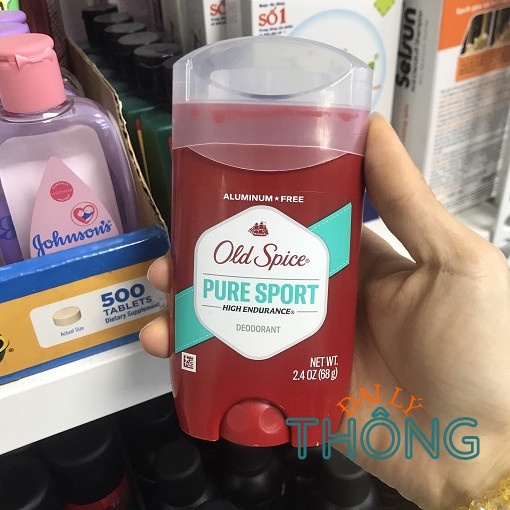 SỐ1
SỐ1
Selsun
ALUMINUM★FREE
Old Spice®
PURE SPORT
HIGH ENDURANCE®
DEODORANT
NET WT.
2.4 OZ (68 g)
Johnson's
500
TABLETS
Dietary Supplement
Actual Size
ĐẠI LÝ
THÔNG